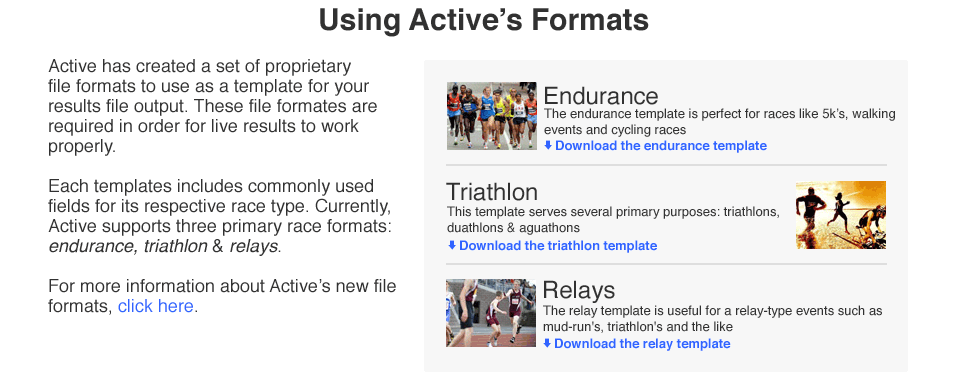 Using Active's Formats
Active has created a set of proprietary
file formats to use as a template for your
results file output. These file formates are
required in order for live results to work
properly.
Each templates includes commonly used
fields for its respective race type. Currently,
Active supports three primary race formats:
endurance, triathlon & relays.
For more information about Active's new file
formats, click here.
Endurance
The endurance template is perfect for races like 5k's, walking
events and cycling races
Download the endurance template
Triathlon
This template serves several primary purposes: triathlons,
duathlons & aguathons
Download the triathlon template
Relays
The relay template is useful for a relay-type events such as
mud-run's, triathlon's and the like
Download the relay template